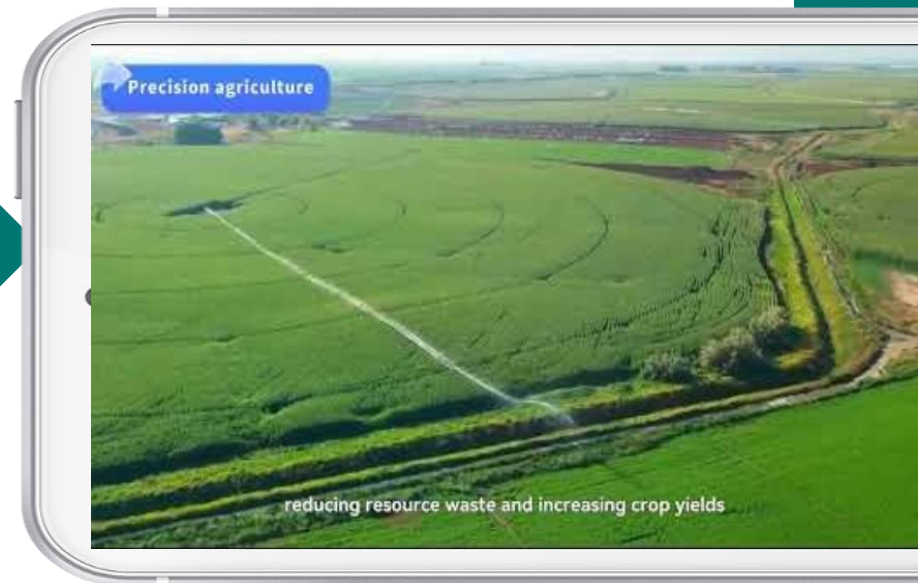 Precision agriculture
reducing resource waste and increasing crop yields